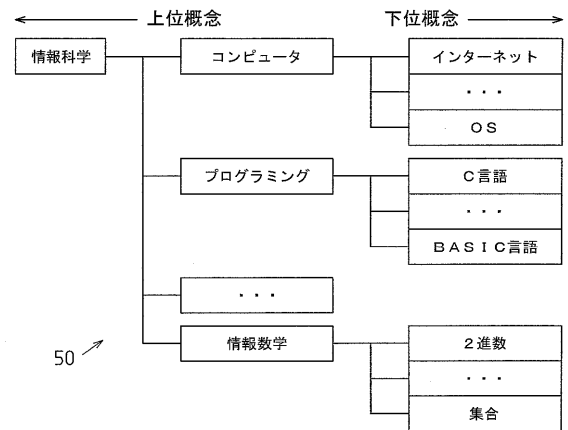 上位概念 下位概念
情報科学 コンピュータ インターネット
・・・
OS
プログラミング C言語
・・・
BASIC言語
・・・
情報数学 2進数
・・・
集合
50